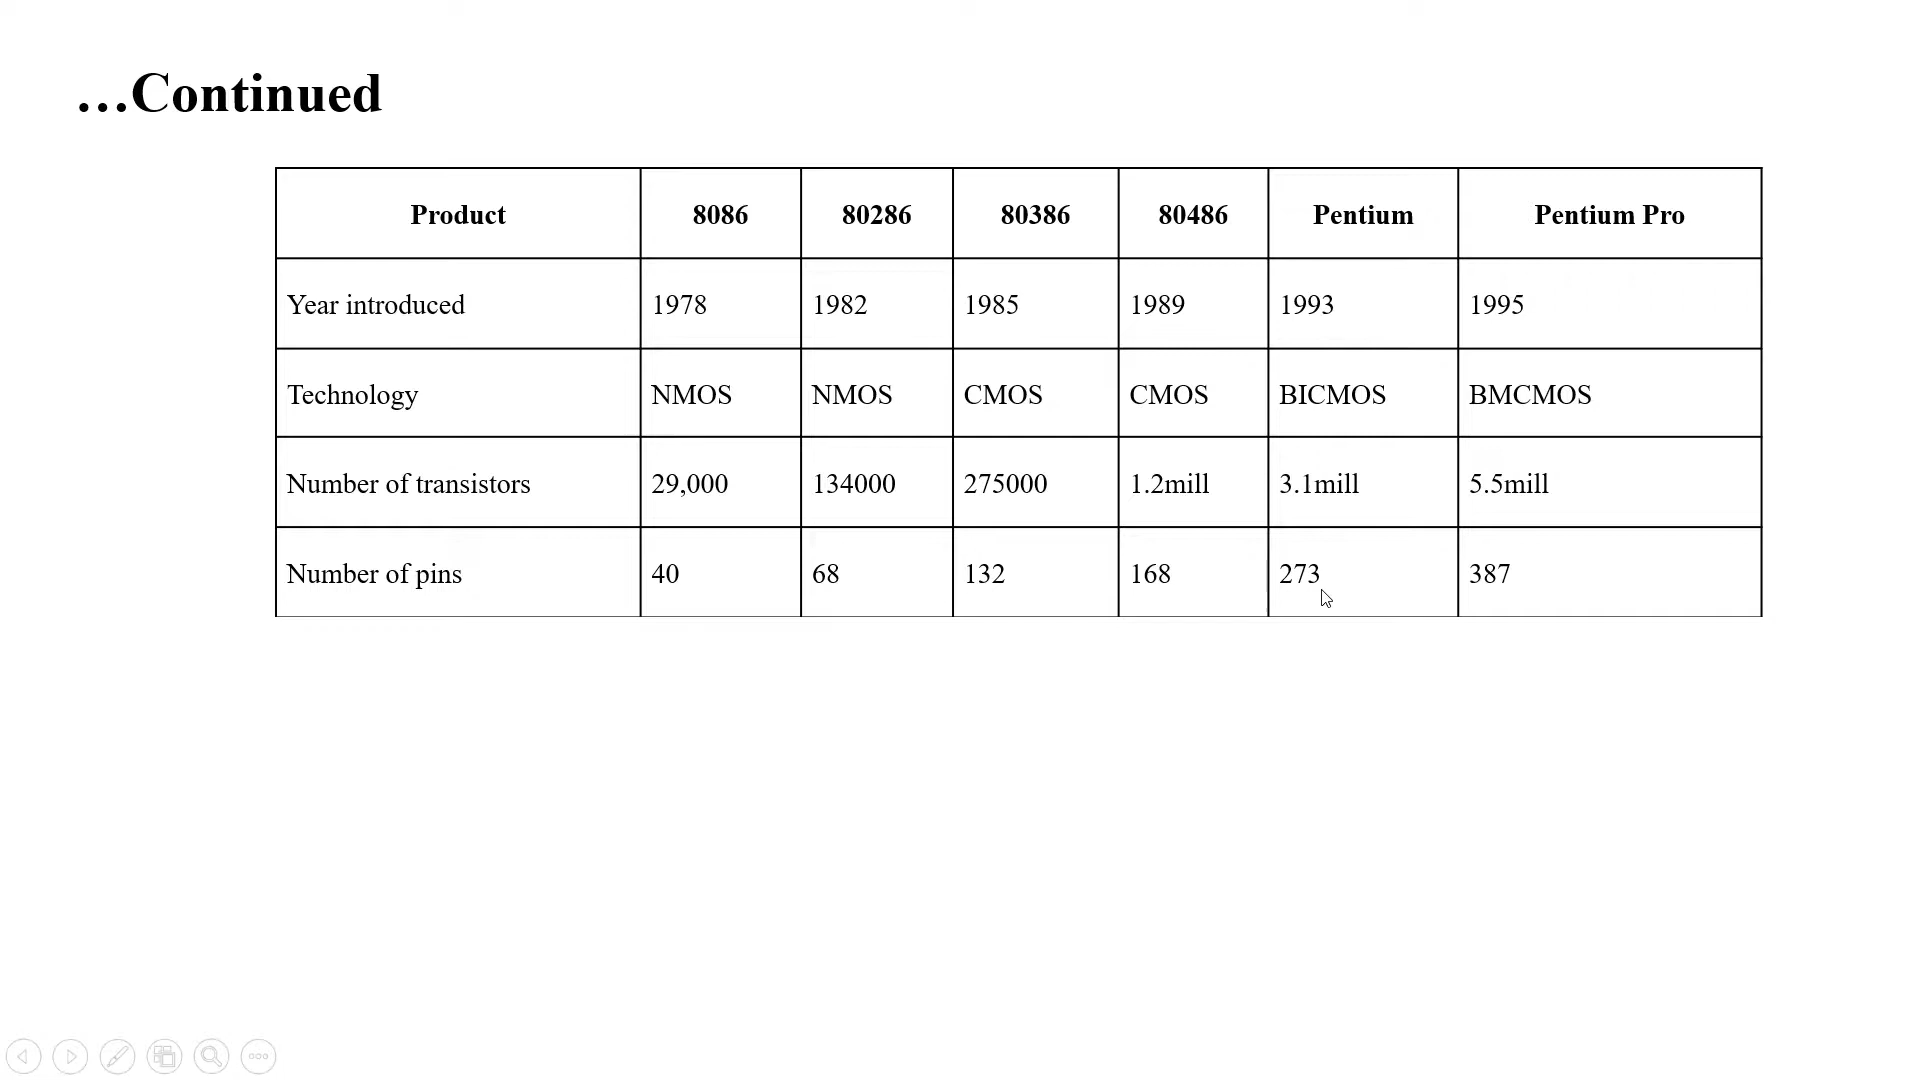 …Continued
Product 8086 80286 80386 80486 Pentium Pentium Pro
Year introduced 1978 1982 1985 1989 1993 1995
Technology NMOS NMOS CMOS CMOS BICMOS BMCMOS
Number of transistors 29,000 134000 275000 1.2mill 3.1mill 5.5mill
Number of pins 40 68 132 168 273 387